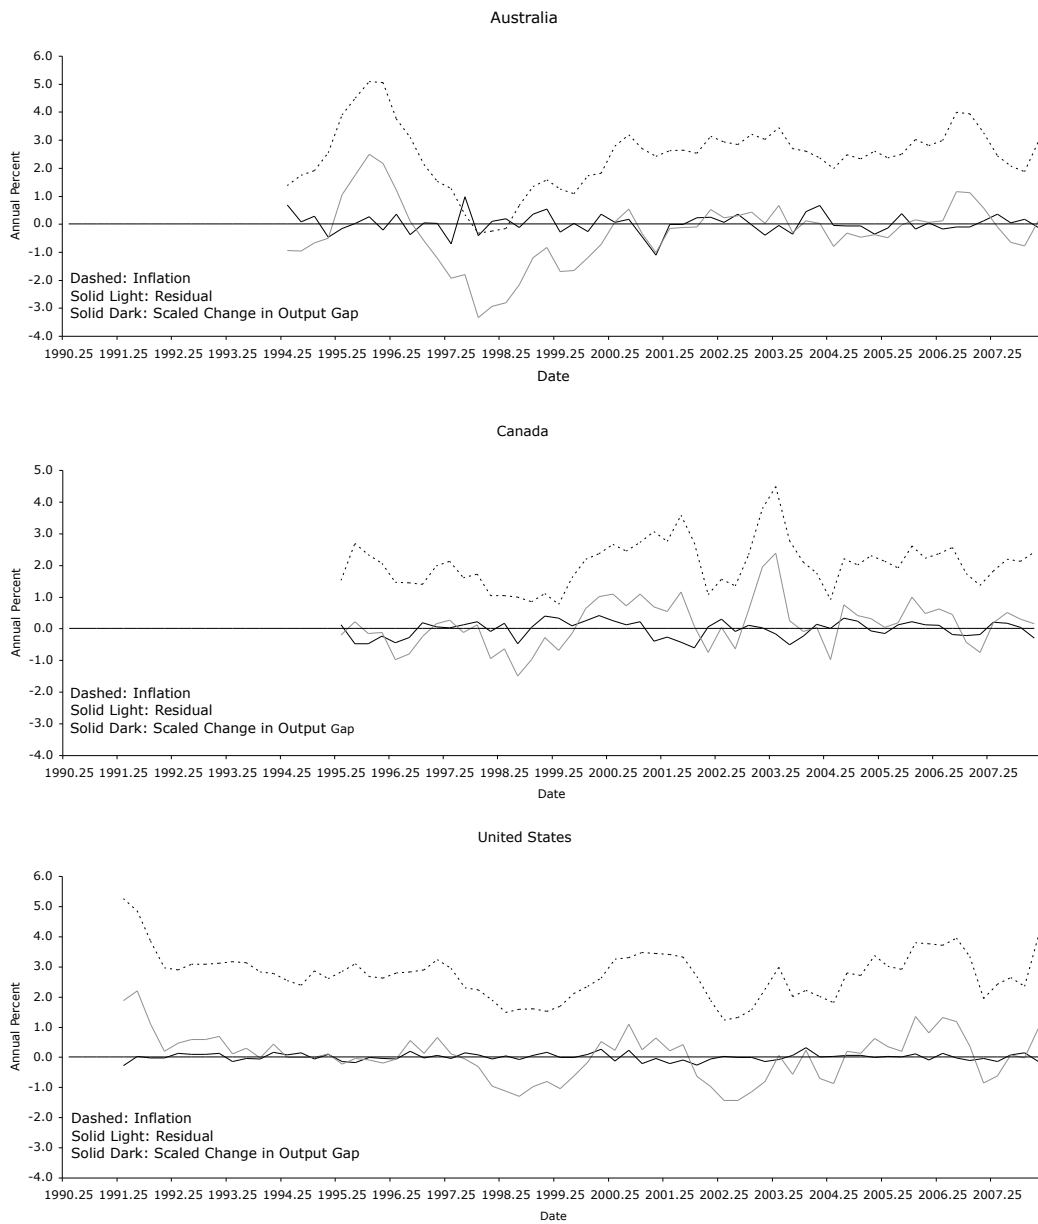 Australia
6.0
5.0
4.0
3.0
2.0
1.0
0.0
-1.0
-2.0
-3.0
-4.0
Annual Percent
Dashed: Inflation
Solid Light: Residual
Solid Dark: Scaled Change in Output Gap
1990.25 1991.25 1992.25 1993.25 1994.25 1995.25 1996.25 1997.25 1998.25 1999.25 2000.25 2001.25 2002.25 2003.25 2004.25 2005.25 2006.25 2007.25
Date
Canada
5.0
4.0
3.0
2.0
1.0
0.0
-1.0
-2.0
-3.0
-4.0
Annual Percent
Dashed: Inflation
Solid Light: Residual
Solid Dark: Scaled Change in Output Gap
1990.25 1991.25 1992.25 1993.25 1994.25 1995.25 1996.25 1997.25 1998.25 1999.25 2000.25 2001.25 2002.25 2003.25 2004.25 2005.25 2006.25 2007.25
Date
United States
6.0
5.0
4.0
3.0
2.0
1.0
0.0
-1.0
-2.0
-3.0
-4.0
Annual Percent
Dashed: Inflation
Solid Light: Residual
Solid Dark: Scaled Change in Output Gap
1990.25 1991.25 1992.25 1993.25 1994.25 1995.25 1996.25 1997.25 1998.25 1999.25 2000.25 2001.25 2002.25 2003.25 2004.25 2005.25 2006.25 2007.25
Date